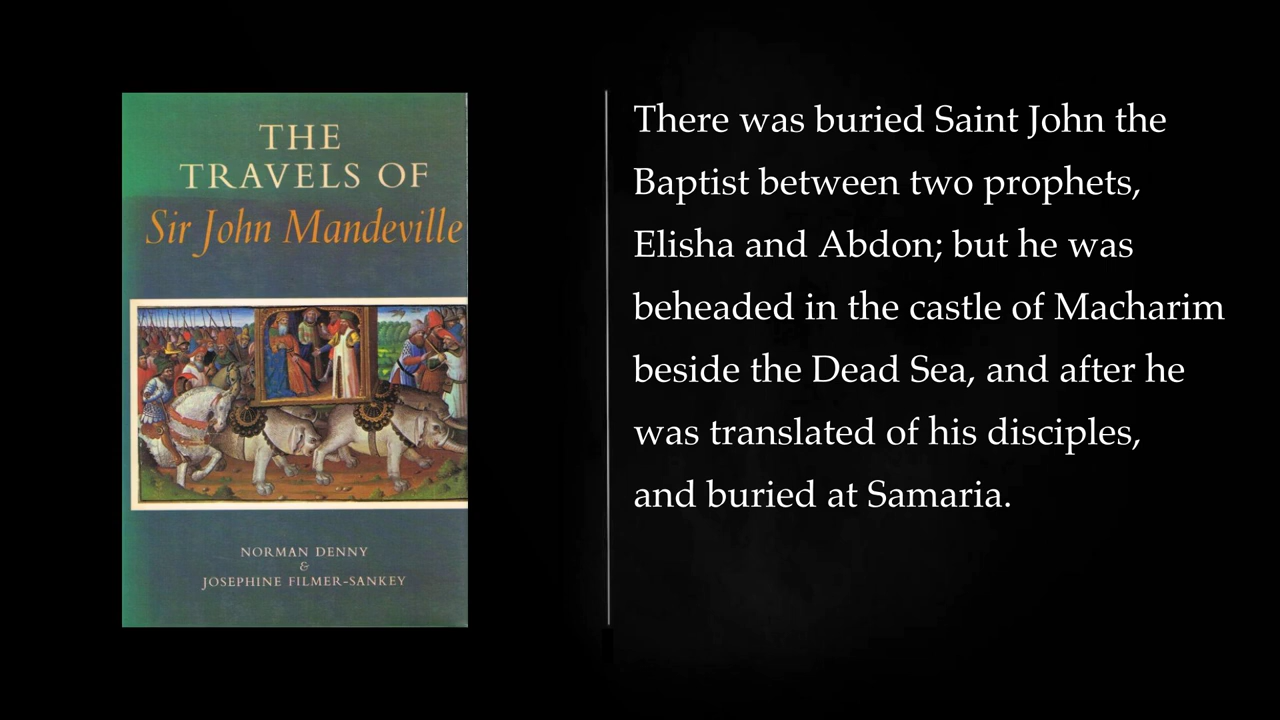 THE
TRAVELS OF
Sir John Mandeville
NORMAN DENNY
&
JOSEPHINE FILMER-SANKEY
There was buried Saint John the
Baptist between two prophets,
Elisha and Abdon; but he was
beheaded in the castle of Macharim
beside the Dead Sea, and after he
was translated of his disciples,
and buried at Samaria.